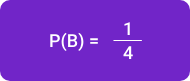 P(B) = 1/4